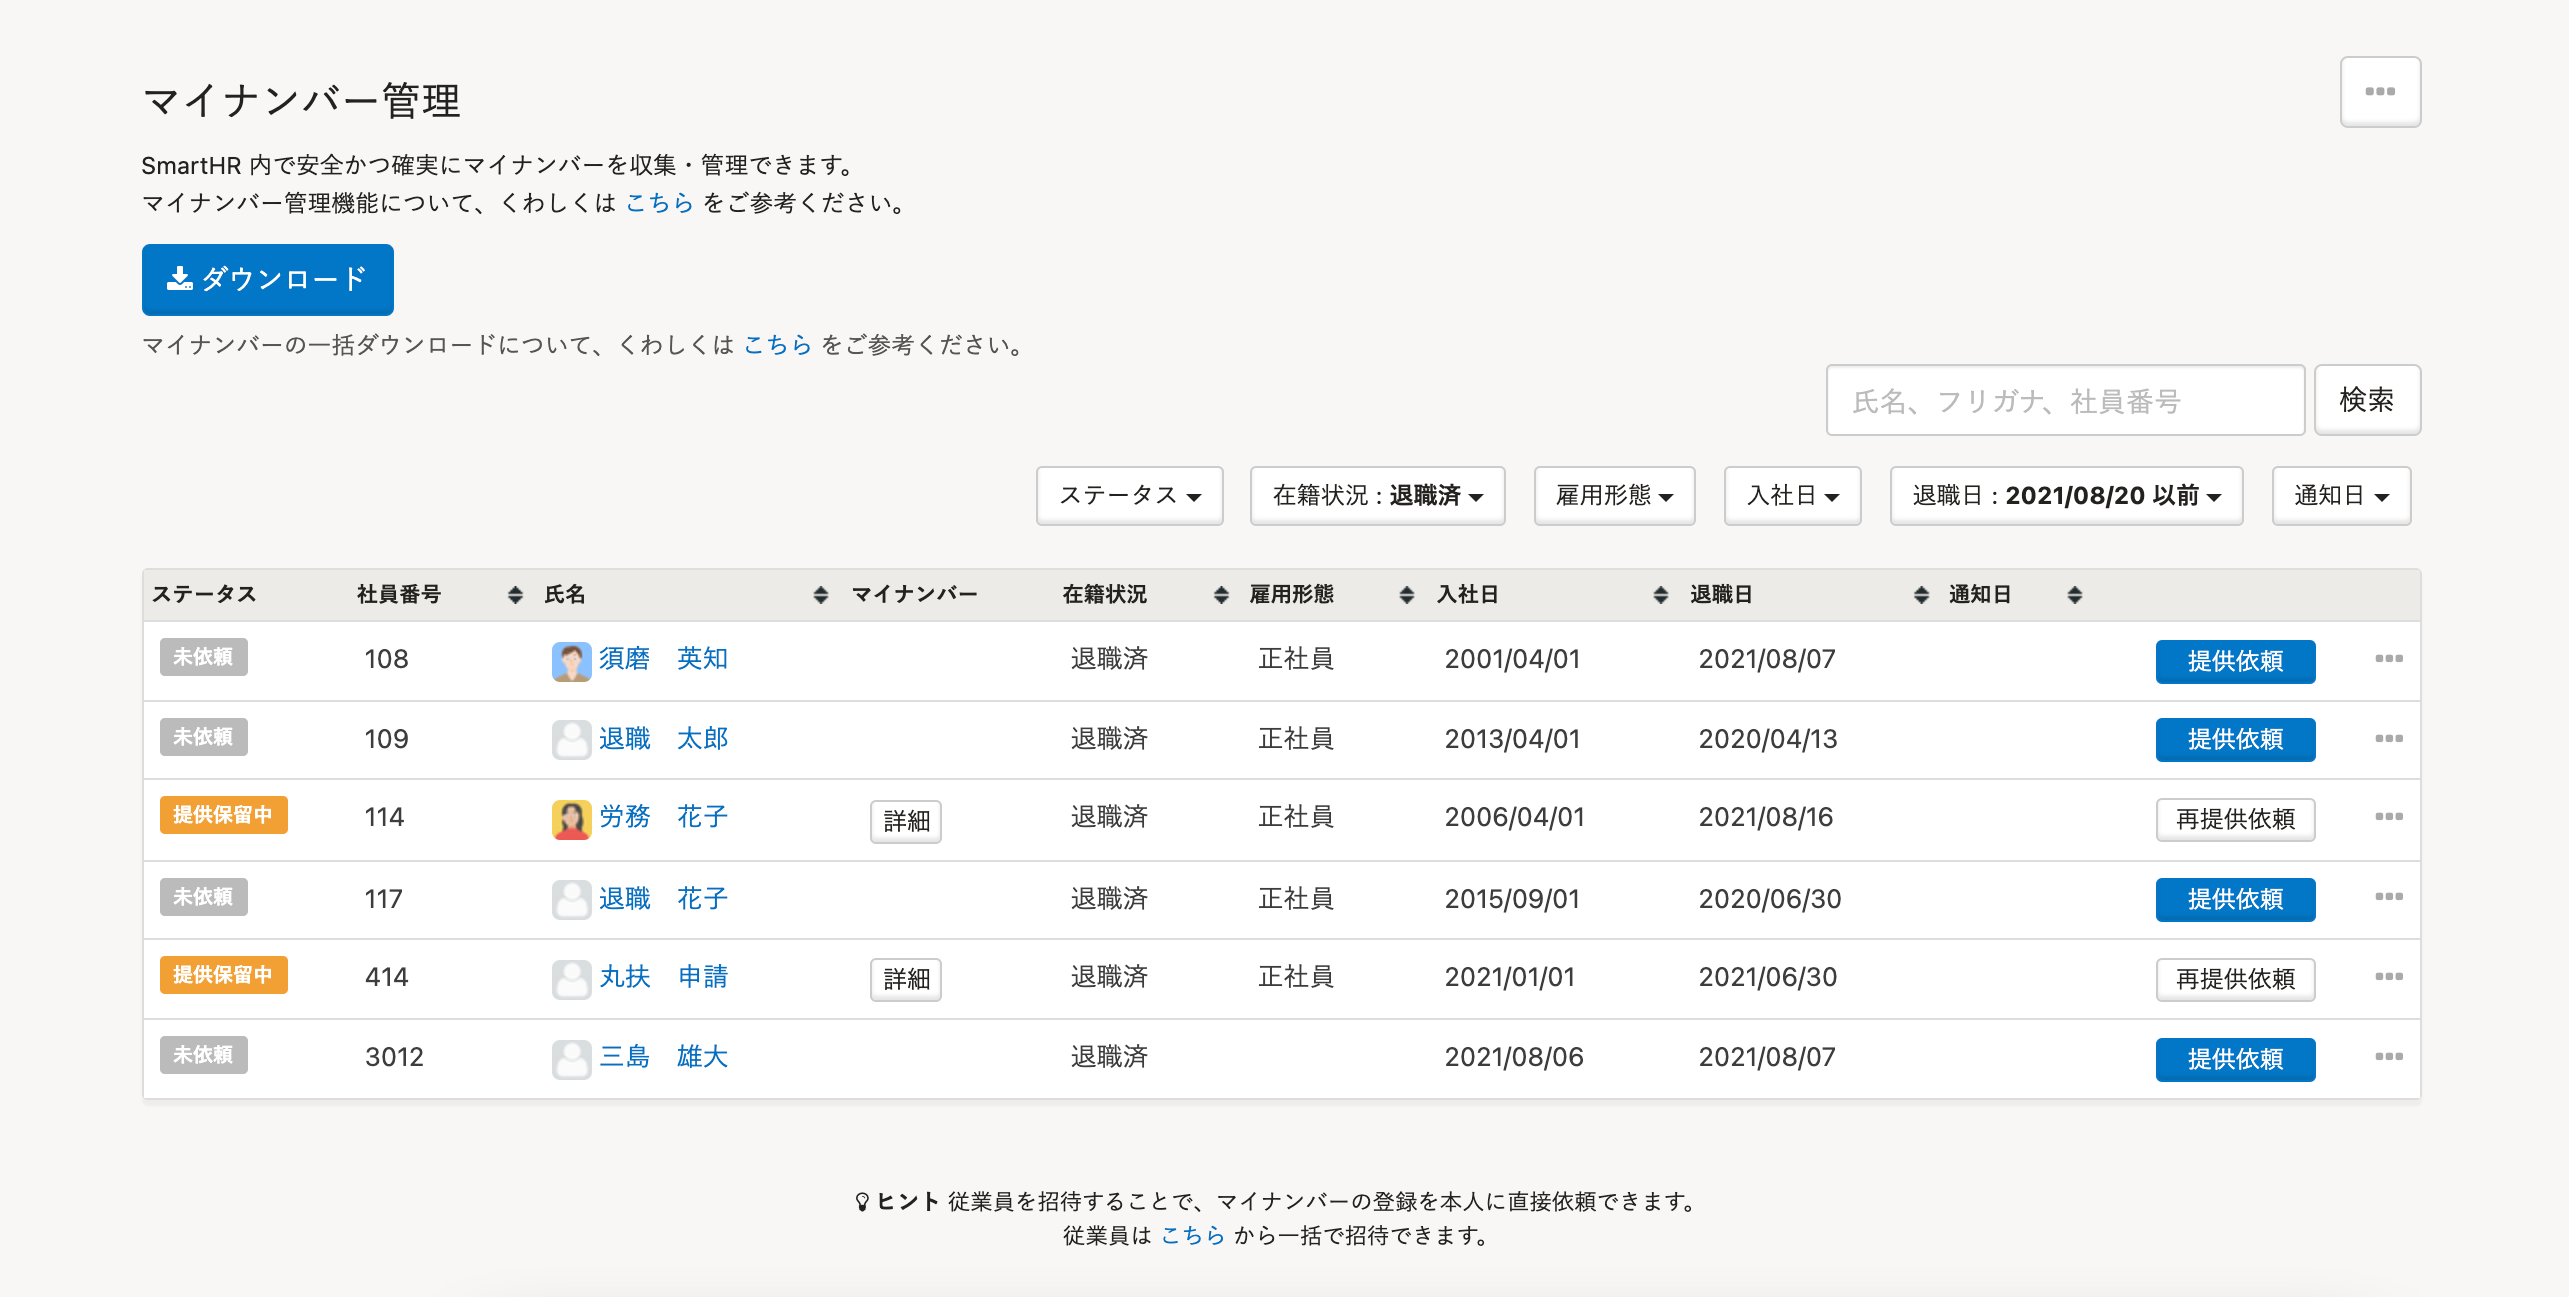 マイナンバー管理
SmartHR 内で安全かつ確実にマイナンバーを収集・管理できます。
マイナンバー管理機能について、くわしくは こちら をご参考ください。
ダウンロード
マイナンバーの一括ダウンロードについて、くわしくは こちら をご参考ください。
氏名、フリガナ、社員番号 検索
ステータス 在籍状況 : 退職済 雇用形態 入社日 退職日 : 2021/08/20 以前 通知日
ステータス 社員番号 氏名 マイナンバー 在籍状況 雇用形態 入社日 退職日 通知日
未依頼 108 須磨 英知 退職済 正社員 2001/04/01 2021/08/07 提供依頼
未依頼 109 退職 太郎 退職済 正社員 2013/04/01 2020/04/13 提供依頼
提供保留中 114 労務 花子 詳細 退職済 正社員 2006/04/01 2021/08/16 再提供依頼
未依頼 117 退職 花子 退職済 正社員 2015/09/01 2020/06/30 提供依頼
提供保留中 414 丸扶 申請 詳細 退職済 正社員 2021/01/01 2021/06/30 再提供依頼
未依頼 3012 三島 雄大 退職済 2021/08/06 2021/08/07 提供依頼
ヒント 従業員を招待することで、マイナンバーの登録を本人に直接依頼できます。
従業員は こちら から一括で招待できます。